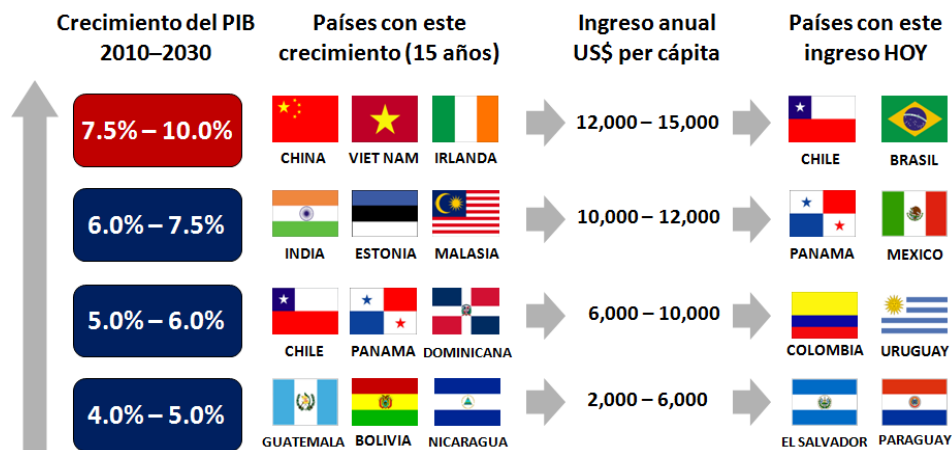 Crecimiento del PIB
2010–2030
Países con este
crecimiento (15 años)
Ingreso anual
US$ per cápita
Países con este
ingreso HOY
7.5% – 10.0%
CHINA
VIET NAM
IRLANDA
12,000 – 15,000
CHILE
BRASIL
6.0% – 7.5%
INDIA
ESTONIA
MALASIA
10,000 – 12,000
PANAMA
MEXICO
5.0% – 6.0%
CHILE
PANAMA
DOMINICANA
6,000 – 10,000
COLOMBIA
URUGUAY
4.0% – 5.0%
GUATEMALA
BOLIVIA
NICARAGUA
2,000 – 6,000
EL SALVADOR
PARAGUAY